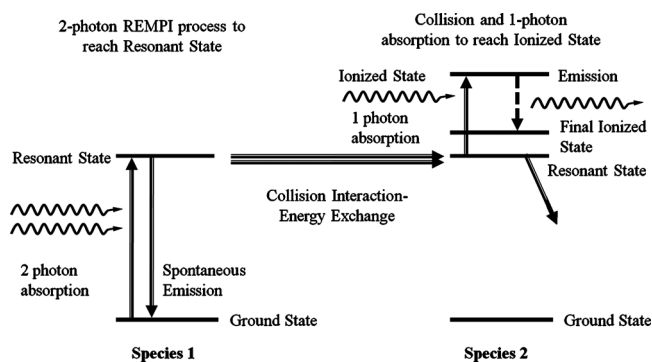 2-photon REMPI process to
reach Resonant State
Collision and 1-photon
absorption to reach Ionized State
Ionized State
Emission
1 photon
absorption
Final Ionized
State
Resonant State
Resonant State
Collision Interaction-
Energy Exchange
2 photon
absorption
Spontaneous
Emission
Ground State
Ground State
Species 1
Species 2